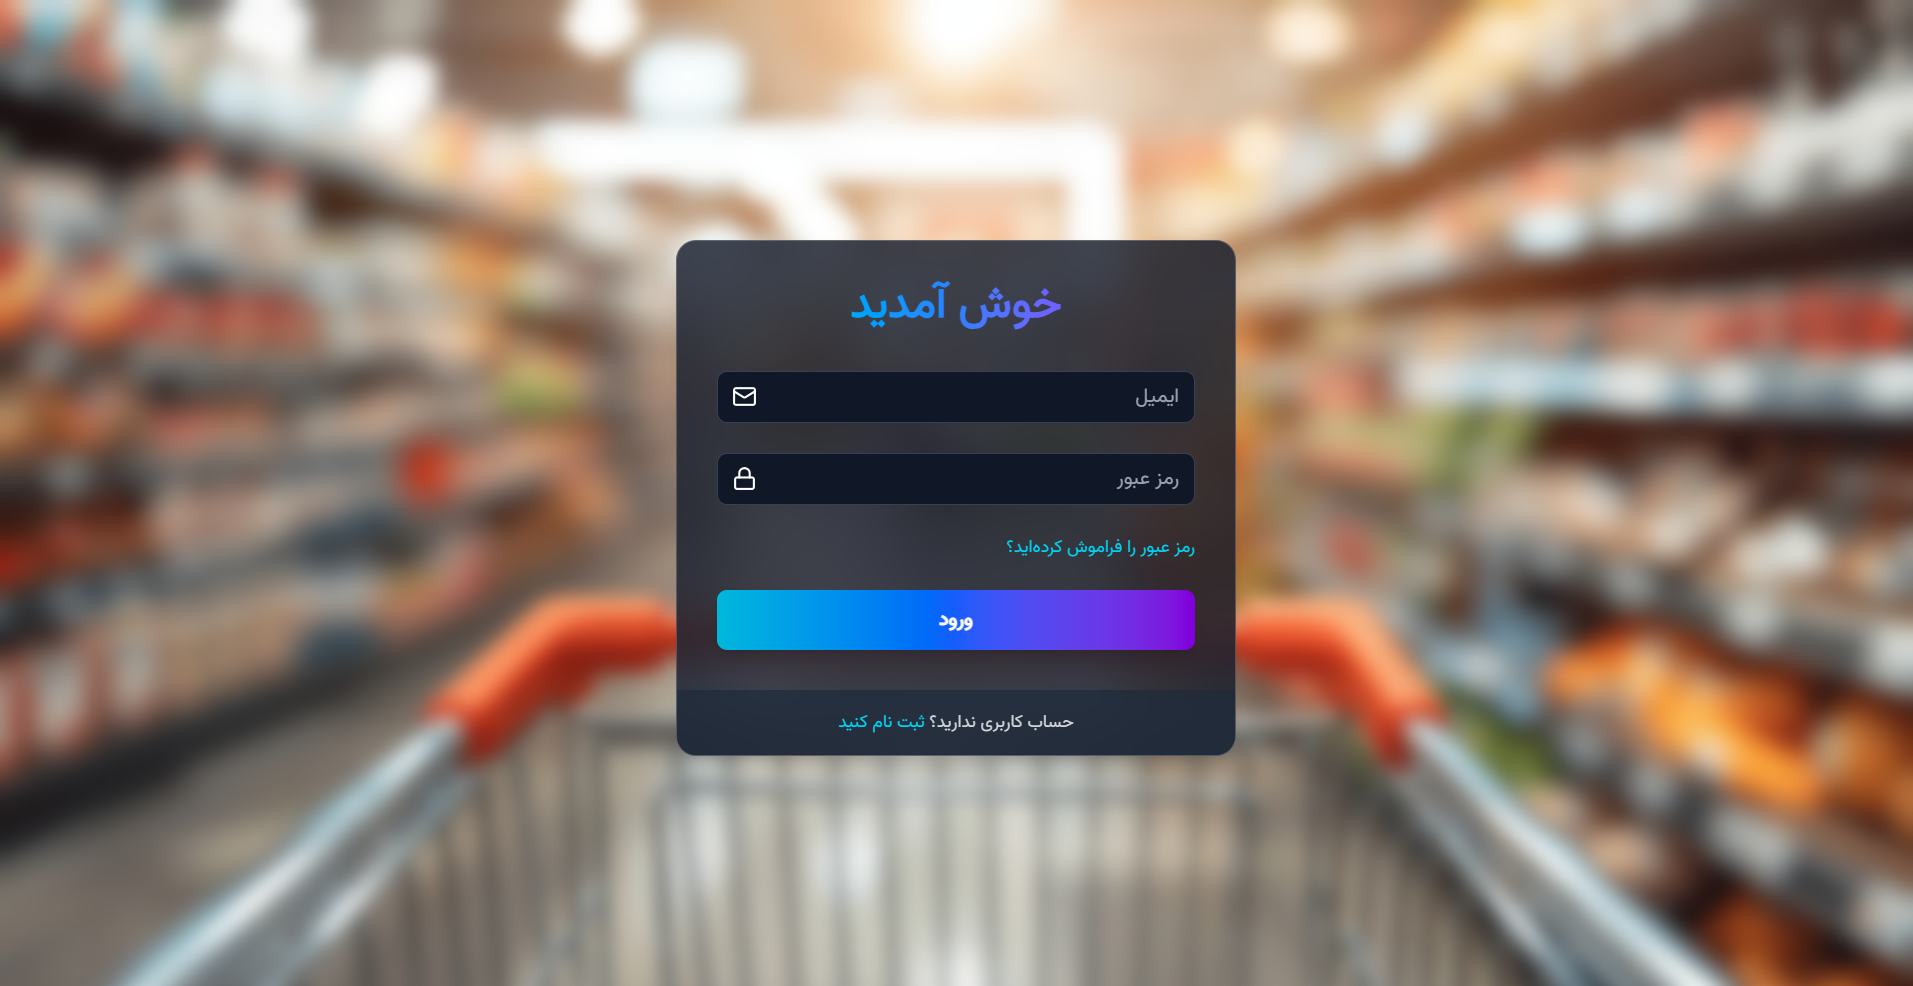 خوش آمدید
ایمیل
رمز عبور
رمز عبور را فراموش کرده‌اید؟
ورود
حساب کاربری ندارید؟ ثبت نام کنید